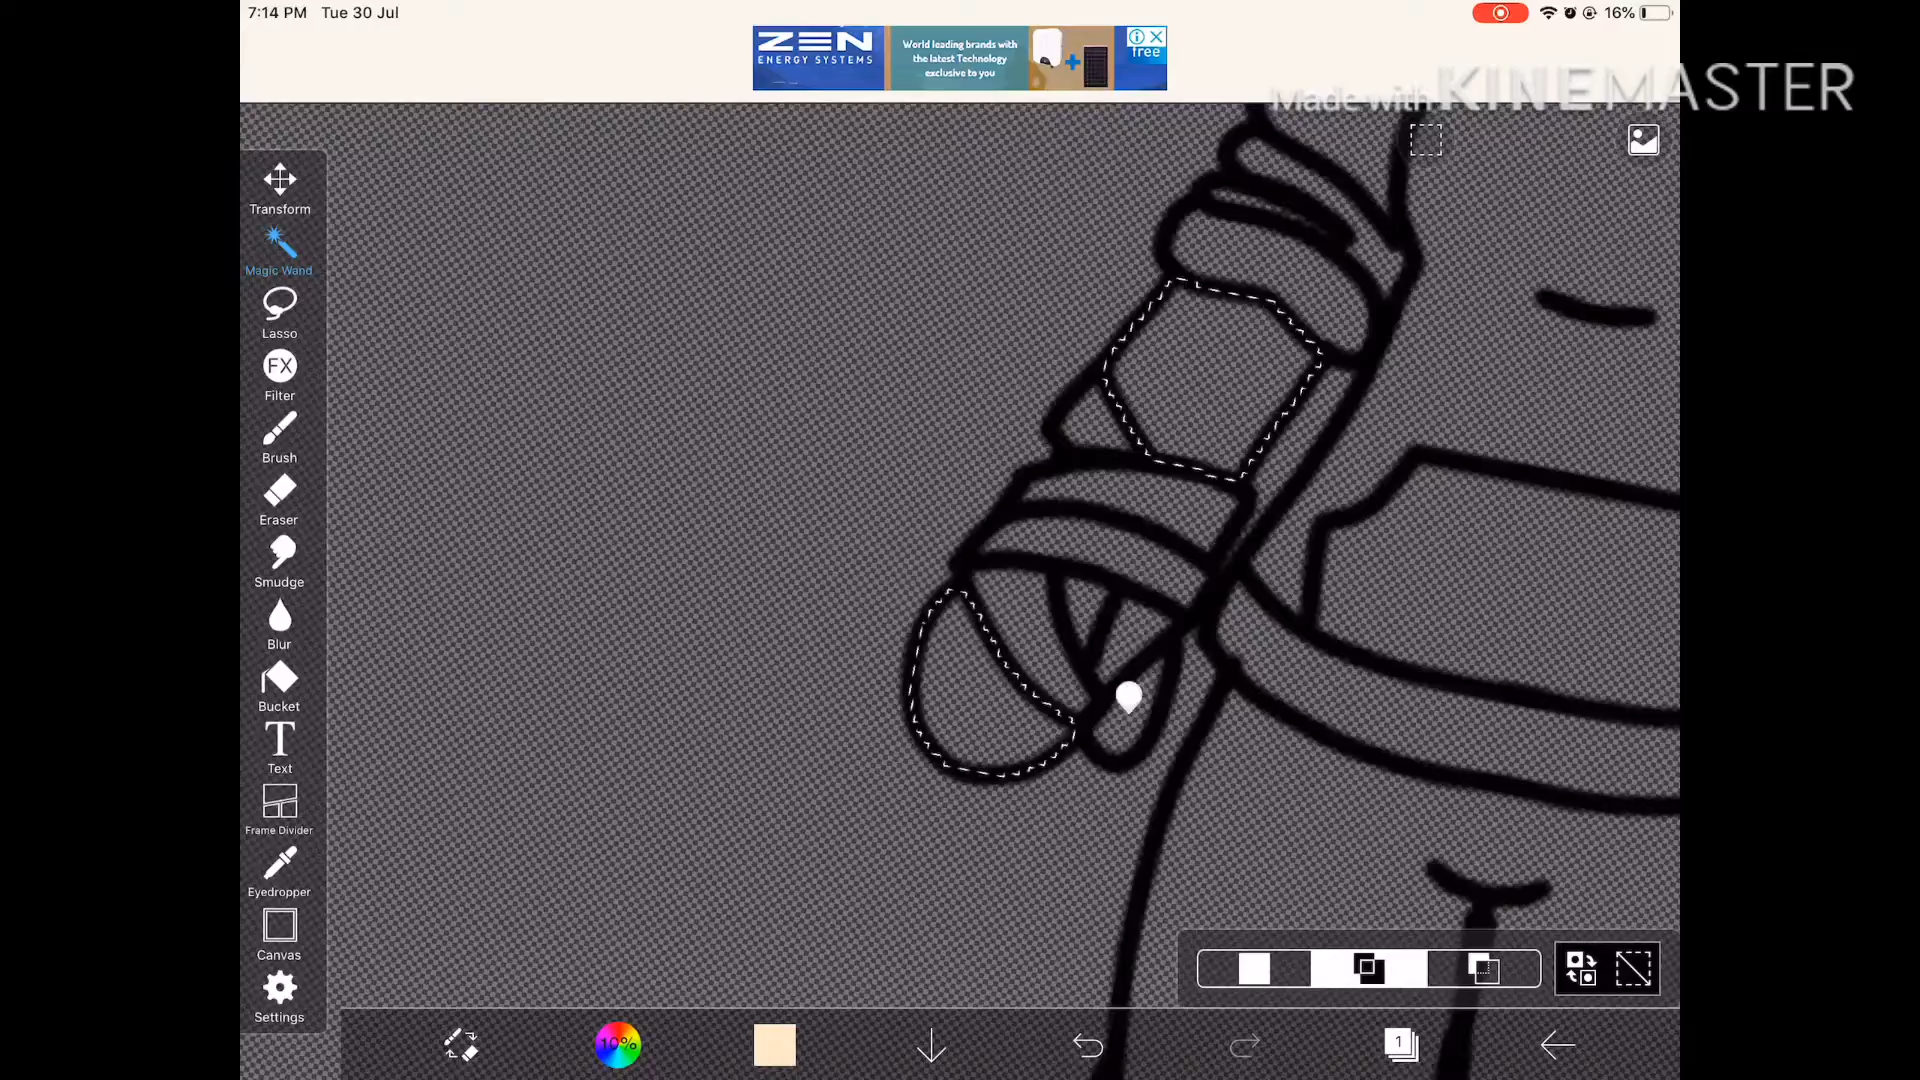 7:14 PM Tue 30 Jul
16%
ZEN
ENERGY SYSTEMS
World leading brands with
the latest Technology
exclusive to you
free
Made with KINEMASTER
Transform
Magic Wand
Lasso
FX
Filter
Brush
Eraser
Smudge
Blur
Bucket
T
Text
Frame Divider
Eyedropper
Canvas
Settings
10%
1